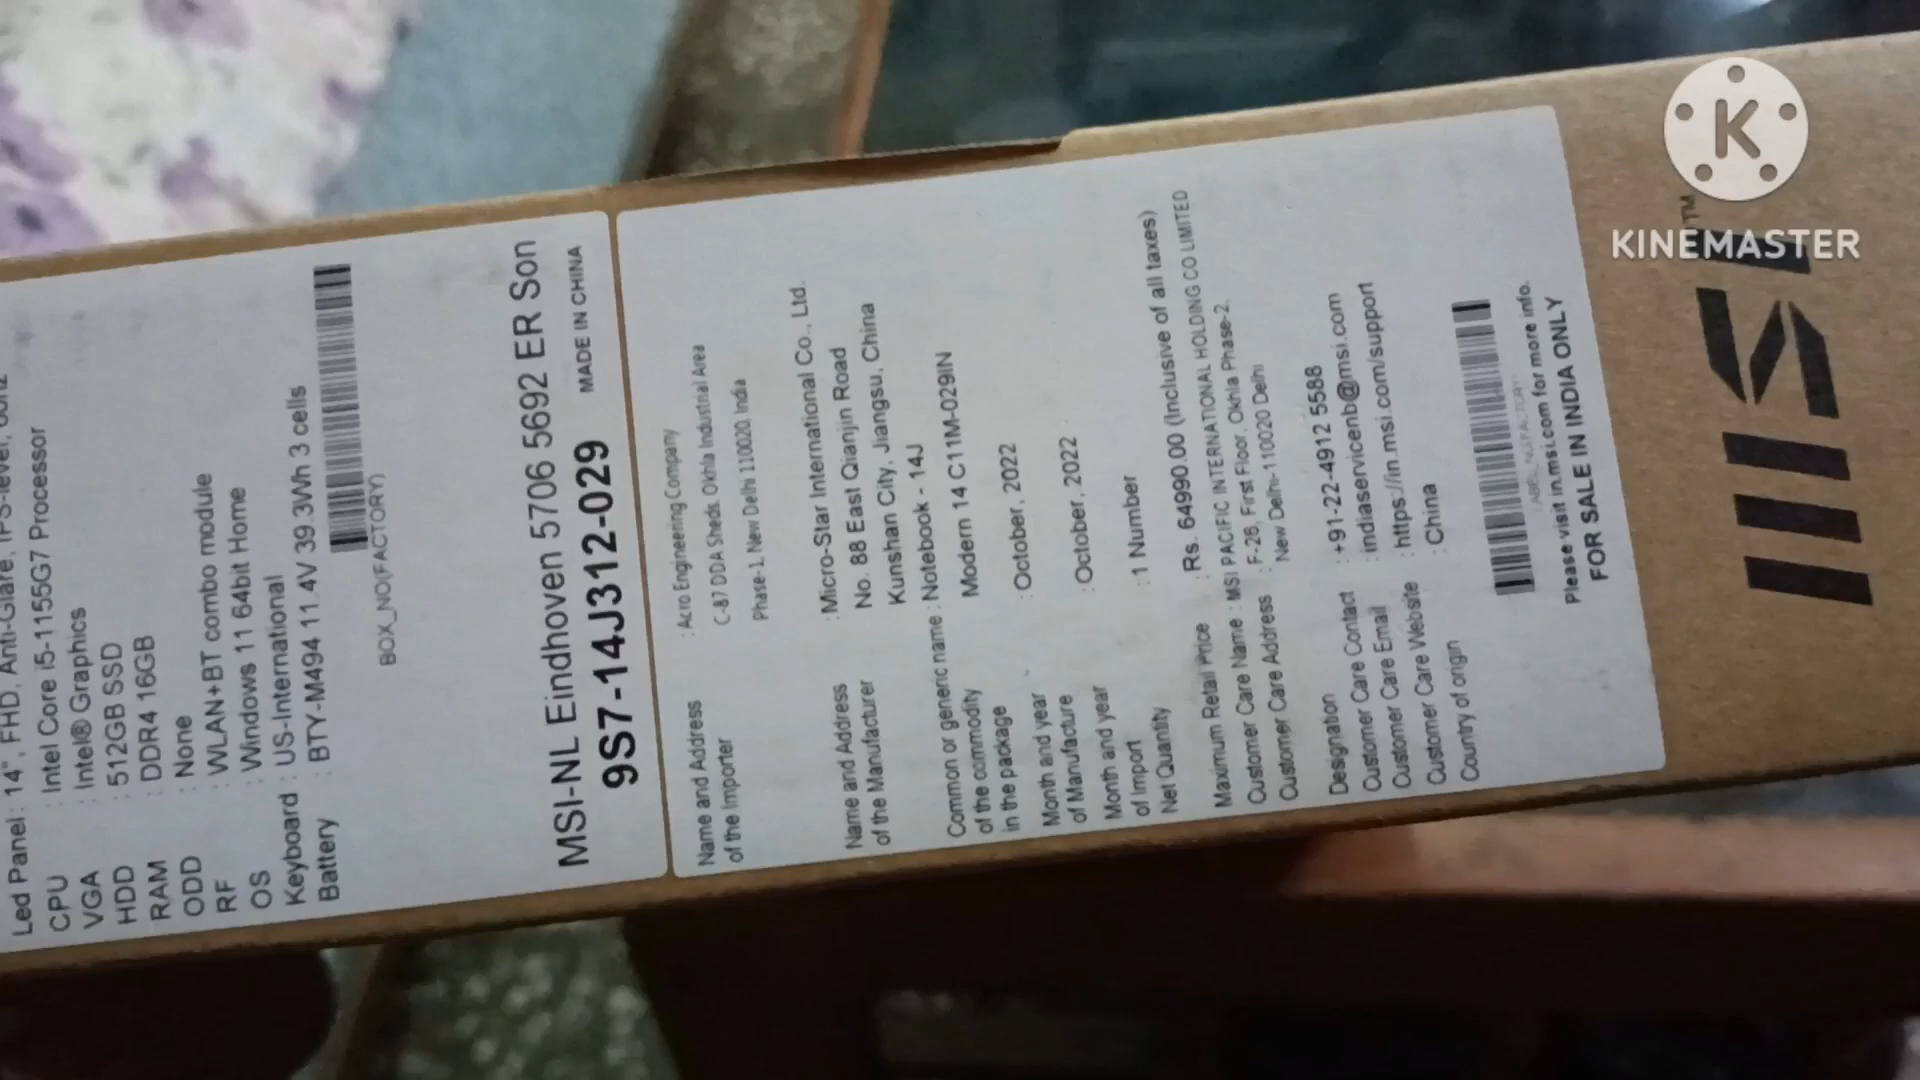 Led Panel : 14", FHD, Anti-Glare, IPS-level,
CPU : Intel Core i5-1155G7 Processor
VGA : Intel® Graphics
HDD : 512GB SSD
RAM : DDR4 16GB
ODD : None
RF : WLAN+BT combo module
OS : Windows 11 64bit Home
Keyboard : US-International
Battery : BTY-M494 11.4V 39.3Wh 3 cells
BOX_NO(FACTORY)
MSI-NL Eindhoven 5706 5692 ER Son
9S7-14J312-029 MADE IN CHINA
Name and Address : Acro Engineering Company
of the Importer C-87 DDA Sheds, Okhla Industrial Area
Phase-1, New Delhi 110020, India
Name and Address : Micro-Star International Co., Ltd.
of the Manufacturer No. 88 East Qianjin Road
Kunshan City, Jiangsu, China
Common or generic name : Notebook - 14J
of the commodity Modern 14 C11M-029IN
in the package
Month and year : October, 2022
of Manufacture
Month and year : October, 2022
of Import
Net Quantity : 1 Number
Maximum Retail Price : Rs. 64990.00 (Inclusive of all taxes)
Customer Care Name : MSI PACIFIC INTERNATIONAL HOLDING CO LIMITED
Customer Care Address : F-26, First Floor, Okhla Phase-2,
New Delhi-110020 Delhi
Designation
Customer Care Contact : +91-22-4912 5588
Customer Care Email : indiaservicenb@msi.com
Customer Care Website : https://in.msi.com/support
Country of origin : China
Please visit in.msi.com for more info.
FOR SALE IN INDIA ONLY
msi™
K
KINEMASTER